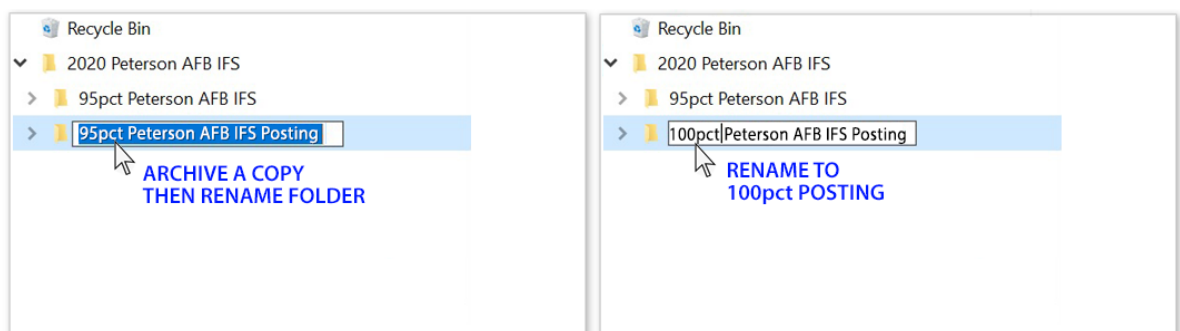 Recycle Bin
2020 Peterson AFB IFS
95pct Peterson AFB IFS
95pct Peterson AFB IFS Posting
ARCHIVE A COPY
THEN RENAME FOLDER
Recycle Bin
2020 Peterson AFB IFS
95pct Peterson AFB IFS
100pct Peterson AFB IFS Posting
RENAME TO
100pct POSTING